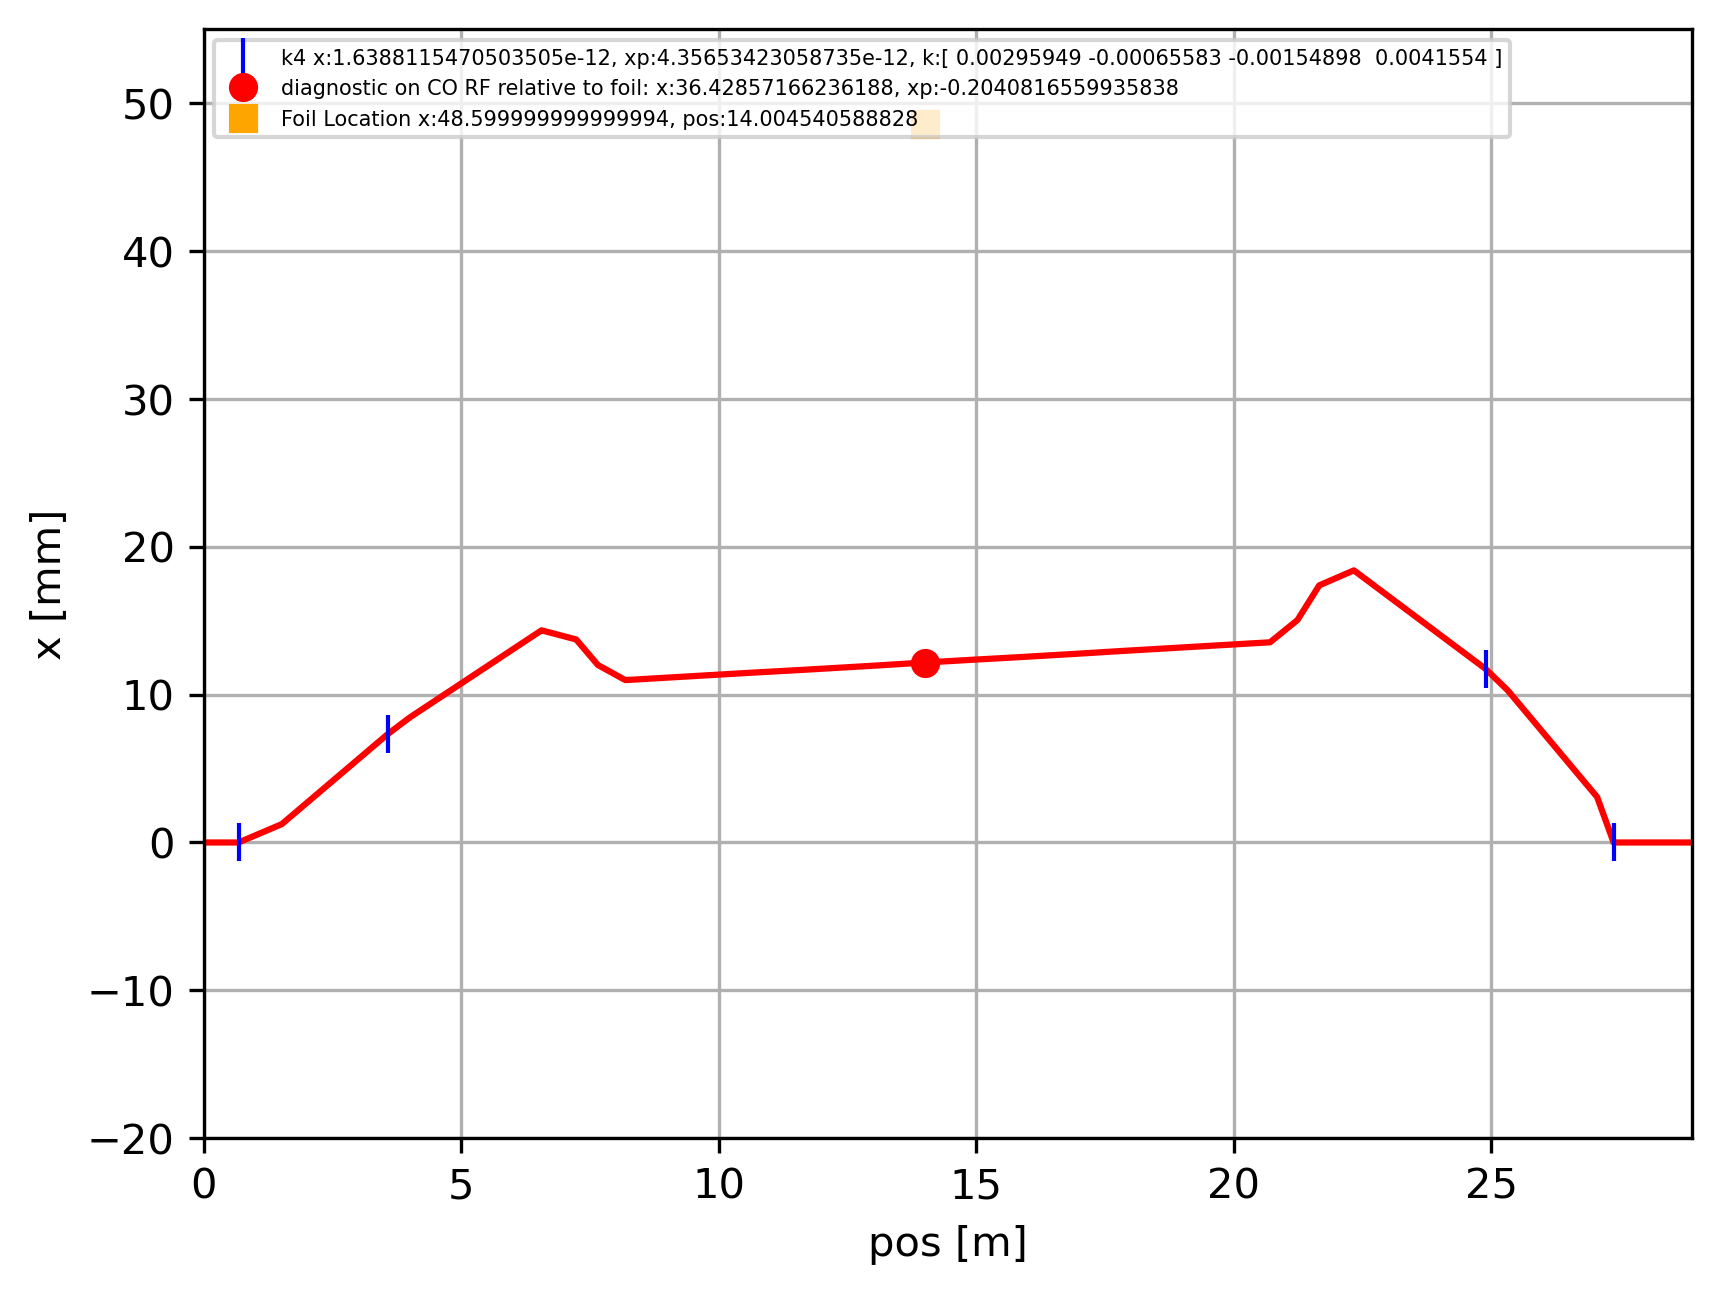 k4 x:1.6388115470503505e-12, xp:4.35653423058735e-12, k:[ 0.00295949 -0.00065583 -0.00154898  0.0041554 ]
diagnostic on CO RF relative to foil: x:36.42857166236188, xp:-0.2040816559935838
Foil Location x:48.599999999999994, pos:14.004540588828
50
40
30
20
10
0
−10
−20
x [mm]
0 5 10 15 20 25
pos [m]